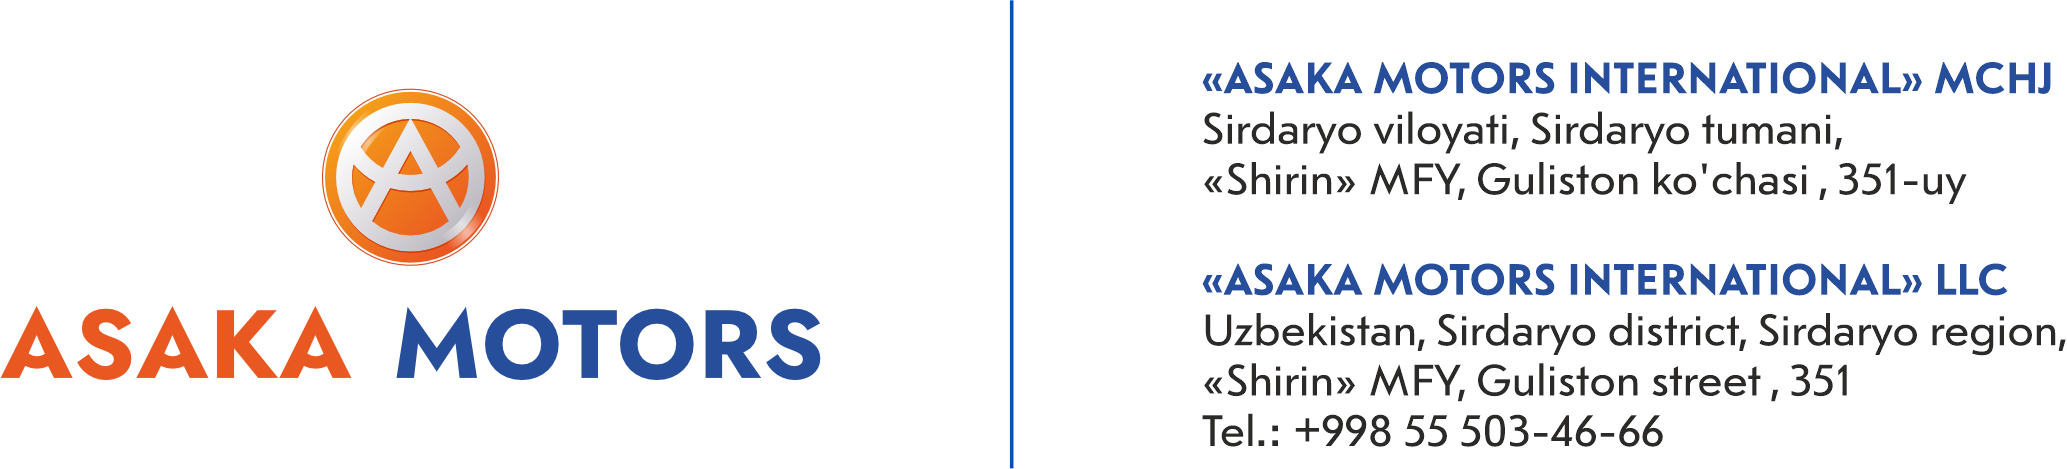 ASAKA MOTORS
«ASAKA MOTORS INTERNATIONAL» MCHJ
Sirdaryo viloyati, Sirdaryo tumani,
«Shirin» MFY, Guliston ko'chasi , 351-uy
«ASAKA MOTORS INTERNATIONAL» LLC
Uzbekistan, Sirdaryo district, Sirdaryo region,
«Shirin» MFY, Guliston street , 351
Tel.: +998 55 503-46-66